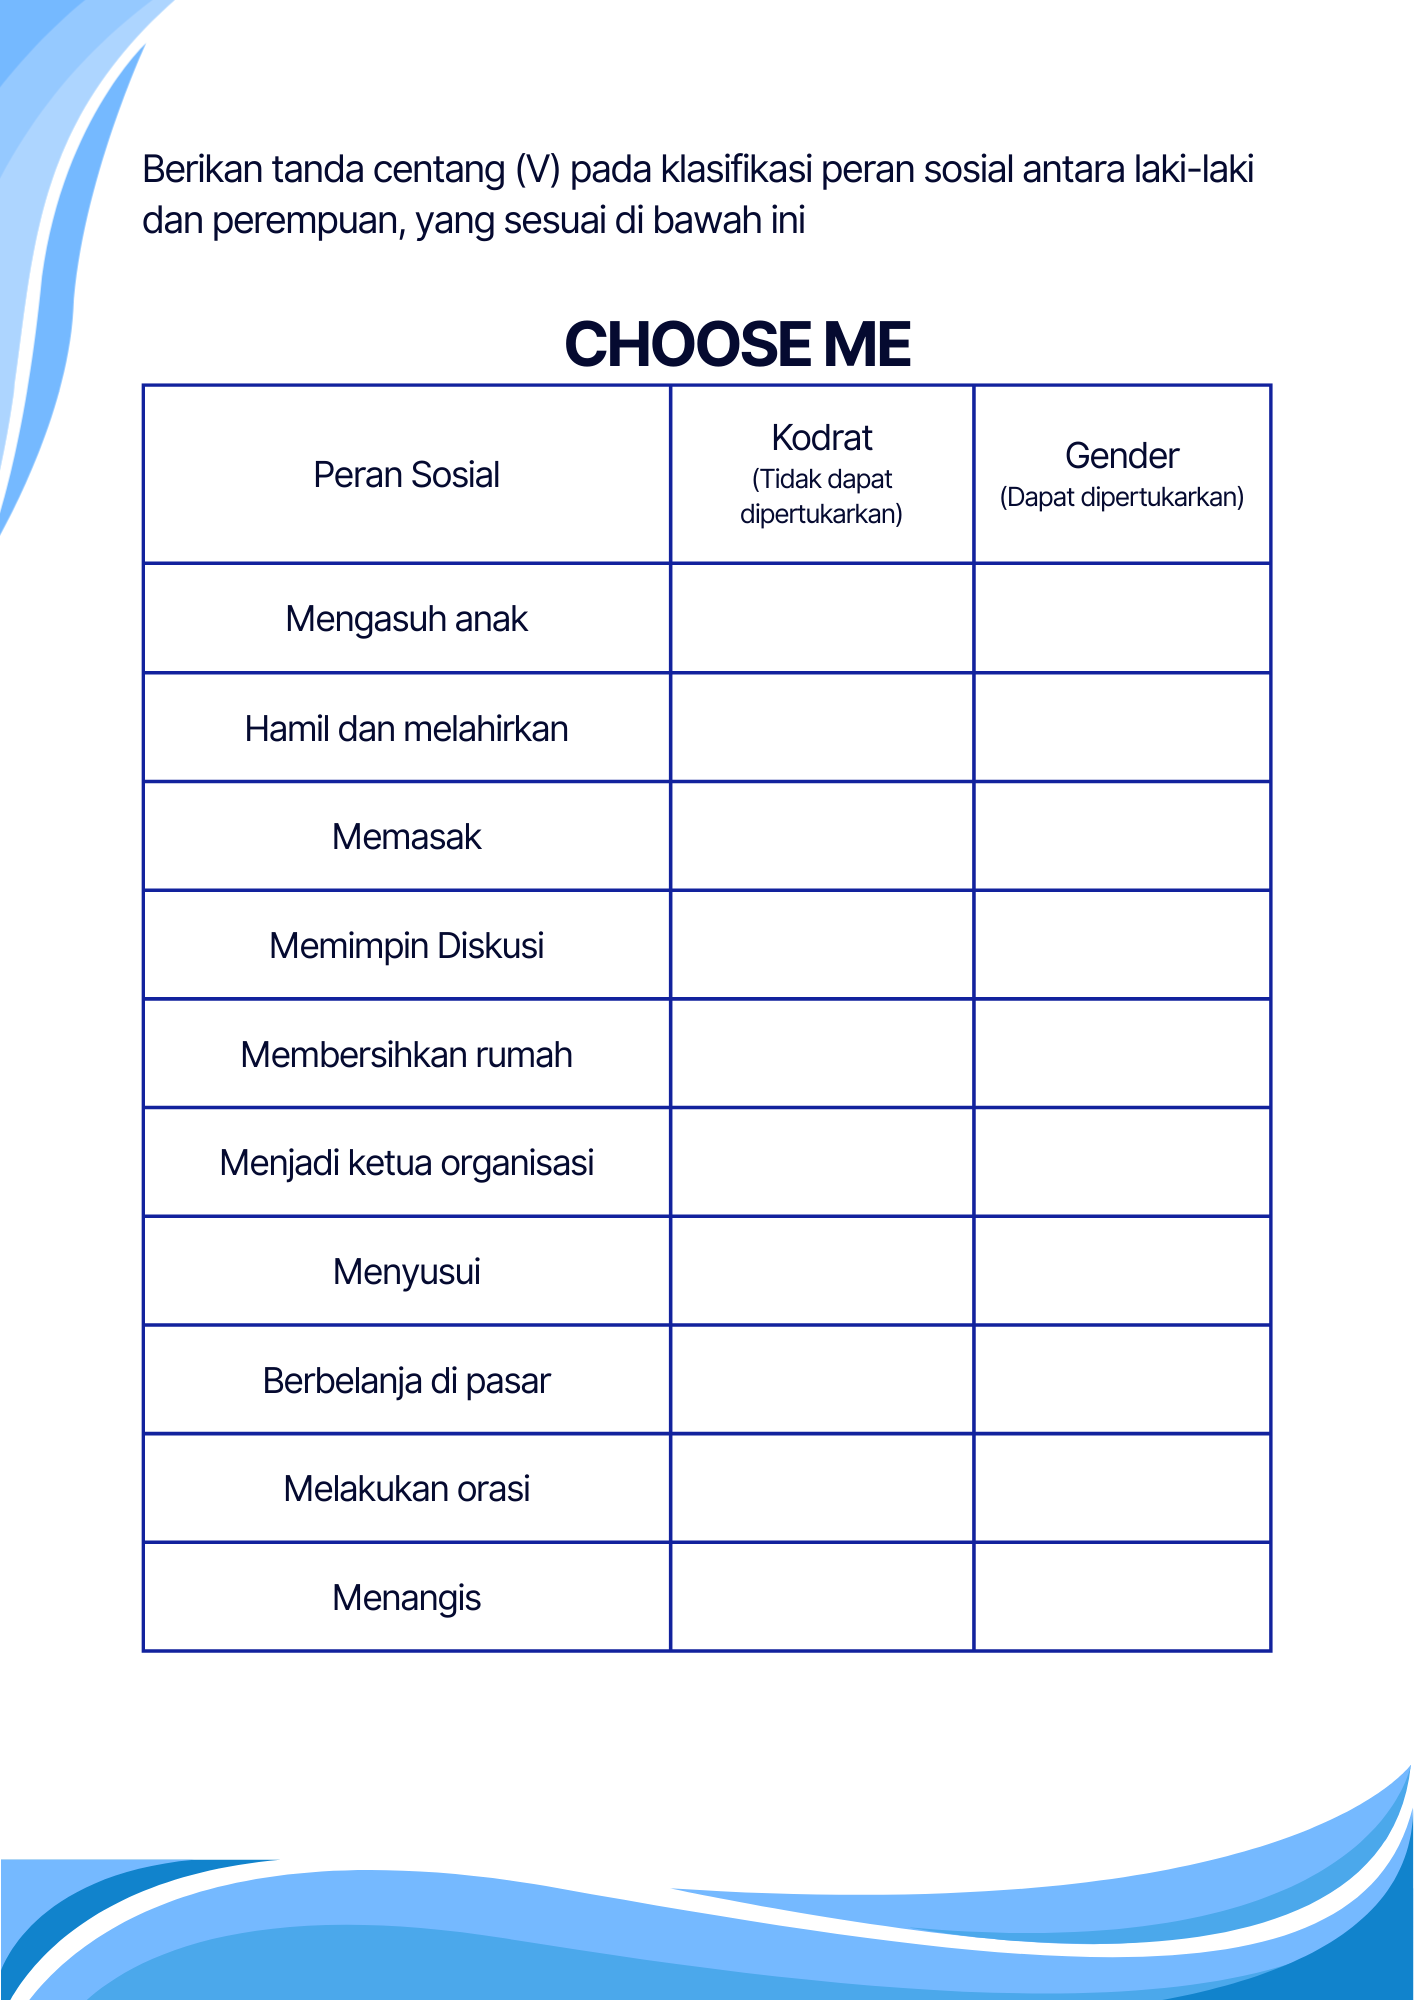 Berikan tanda centang (V) pada klasifikasi peran sosial antara laki-laki
dan perempuan, yang sesuai di bawah ini
CHOOSE ME
Peran Sosial
Kodrat
(Tidak dapat
dipertukarkan)
Gender
(Dapat dipertukarkan)
Mengasuh anak
Hamil dan melahirkan
Memasak
Memimpin Diskusi
Membersihkan rumah
Menjadi ketua organisasi
Menyusui
Berbelanja di pasar
Melakukan orasi
Menangis